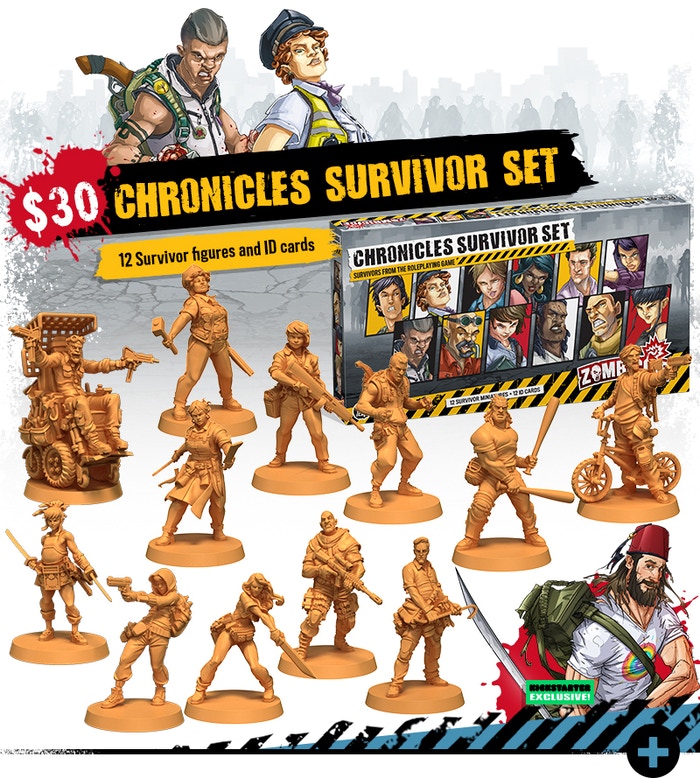 $30
CHRONICLES SURVIVOR SET
12 Survivor figures and ID cards
CHRONICLES SURVIVOR SET
SURVIVORS FROM THE ROLEPLAYING GAME
12 SURVIVOR MINIATURES • 12 ID CARDS
KICKSTARTER
EXCLUSIVE!